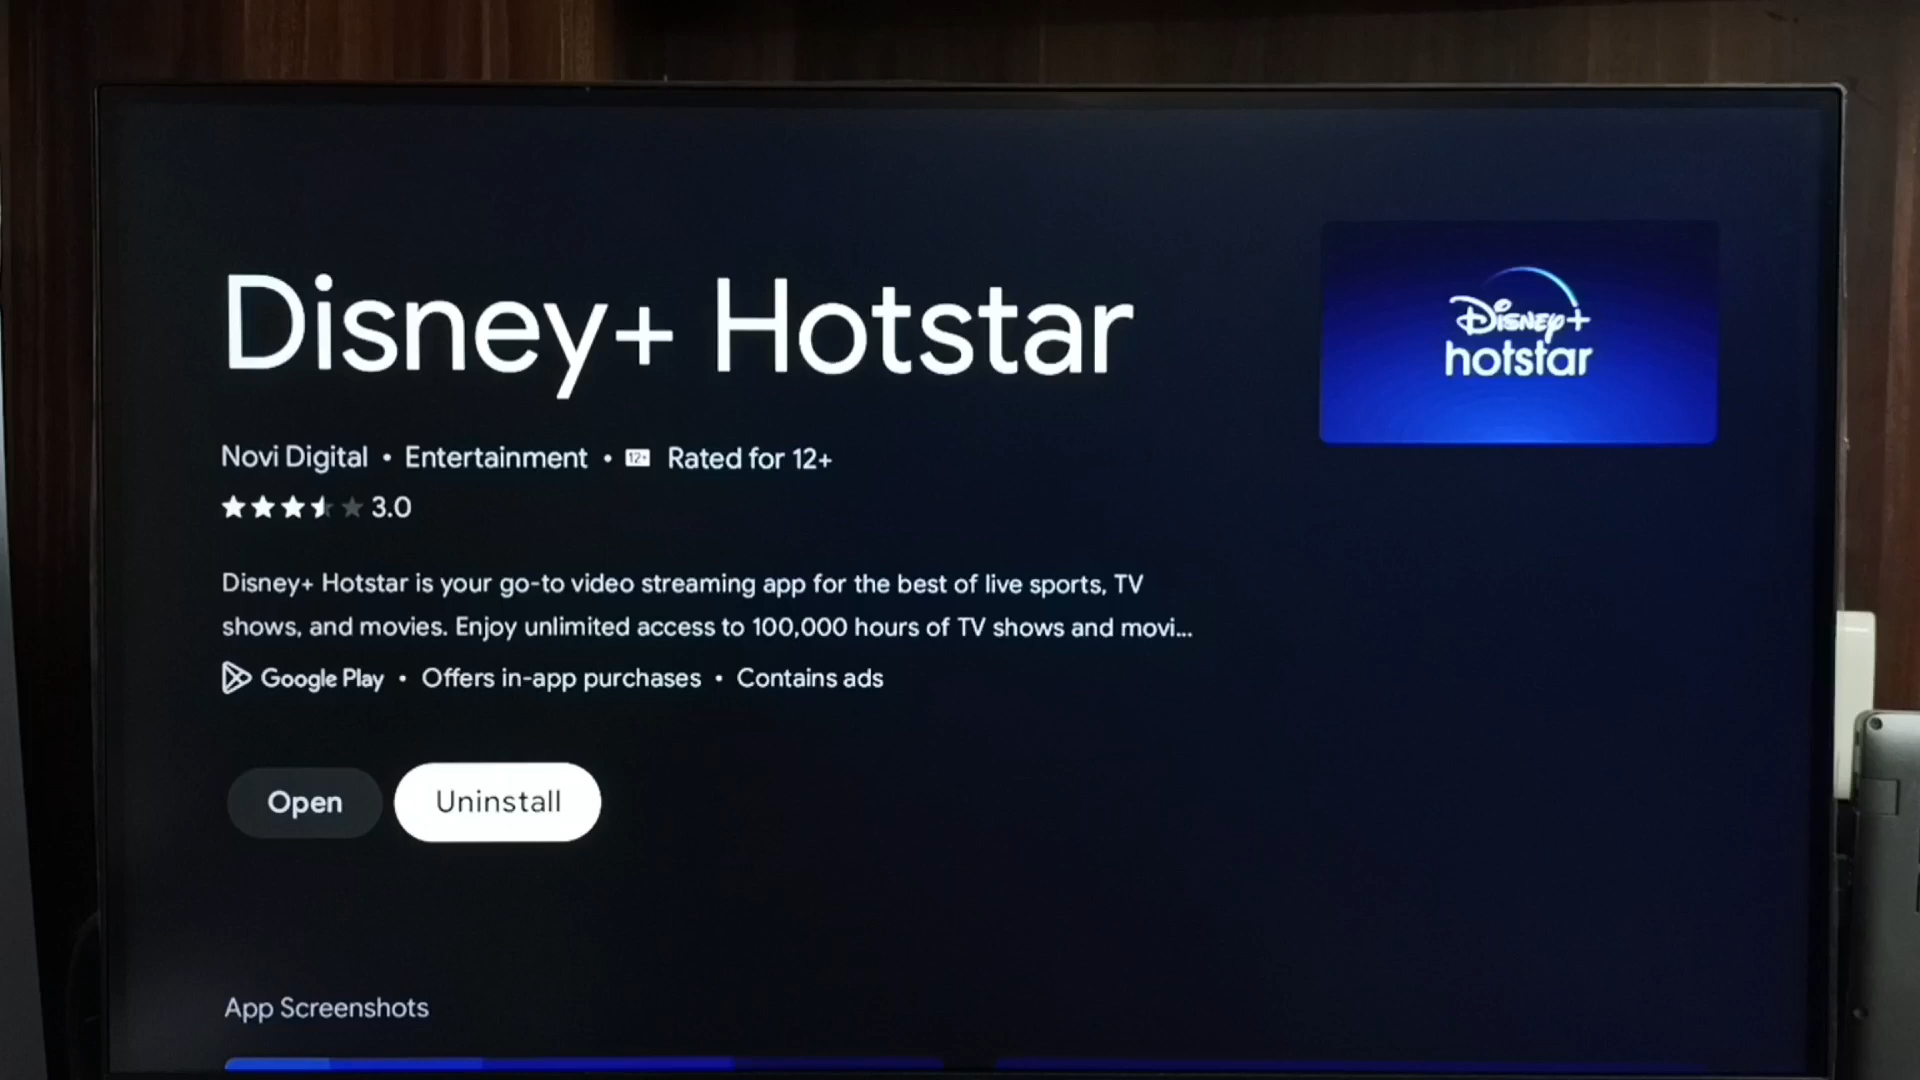 Disney+ Hotstar
Disney+
hotstar
Novi Digital • Entertainment • 12+ Rated for 12+
3.0
Disney+ Hotstar is your go-to video streaming app for the best of live sports, TV
shows, and movies. Enjoy unlimited access to 100,000 hours of TV shows and movi...
Google Play • Offers in-app purchases • Contains ads
Open
Uninstall
App Screenshots